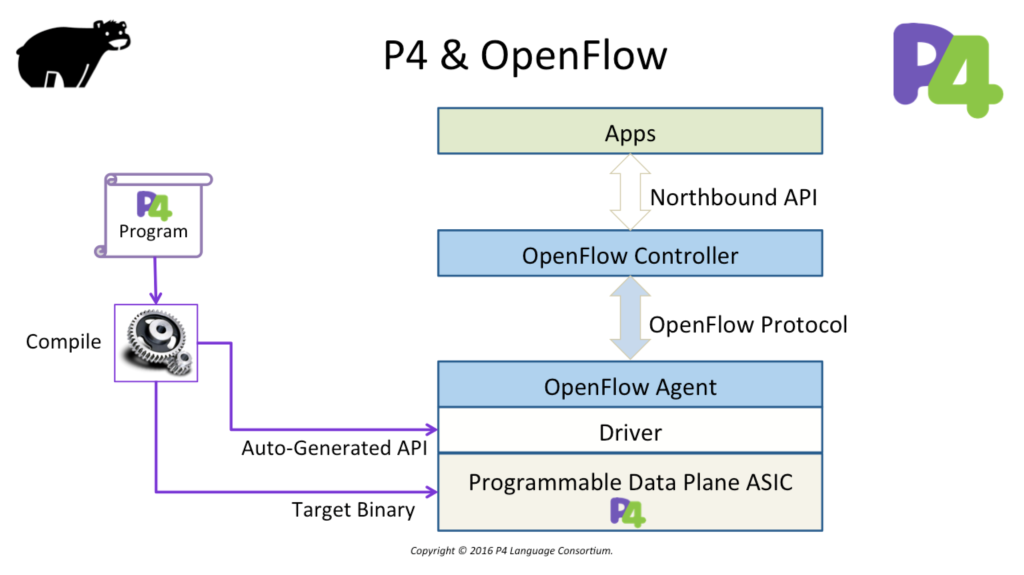 P4 & OpenFlow
P4
Apps
Northbound API
P4
Program
OpenFlow Controller
Compile
OpenFlow Protocol
OpenFlow Agent
Driver
Auto-Generated API
Programmable Data Plane ASIC
P4
Target Binary
Copyright © 2016 P4 Language Consortium.